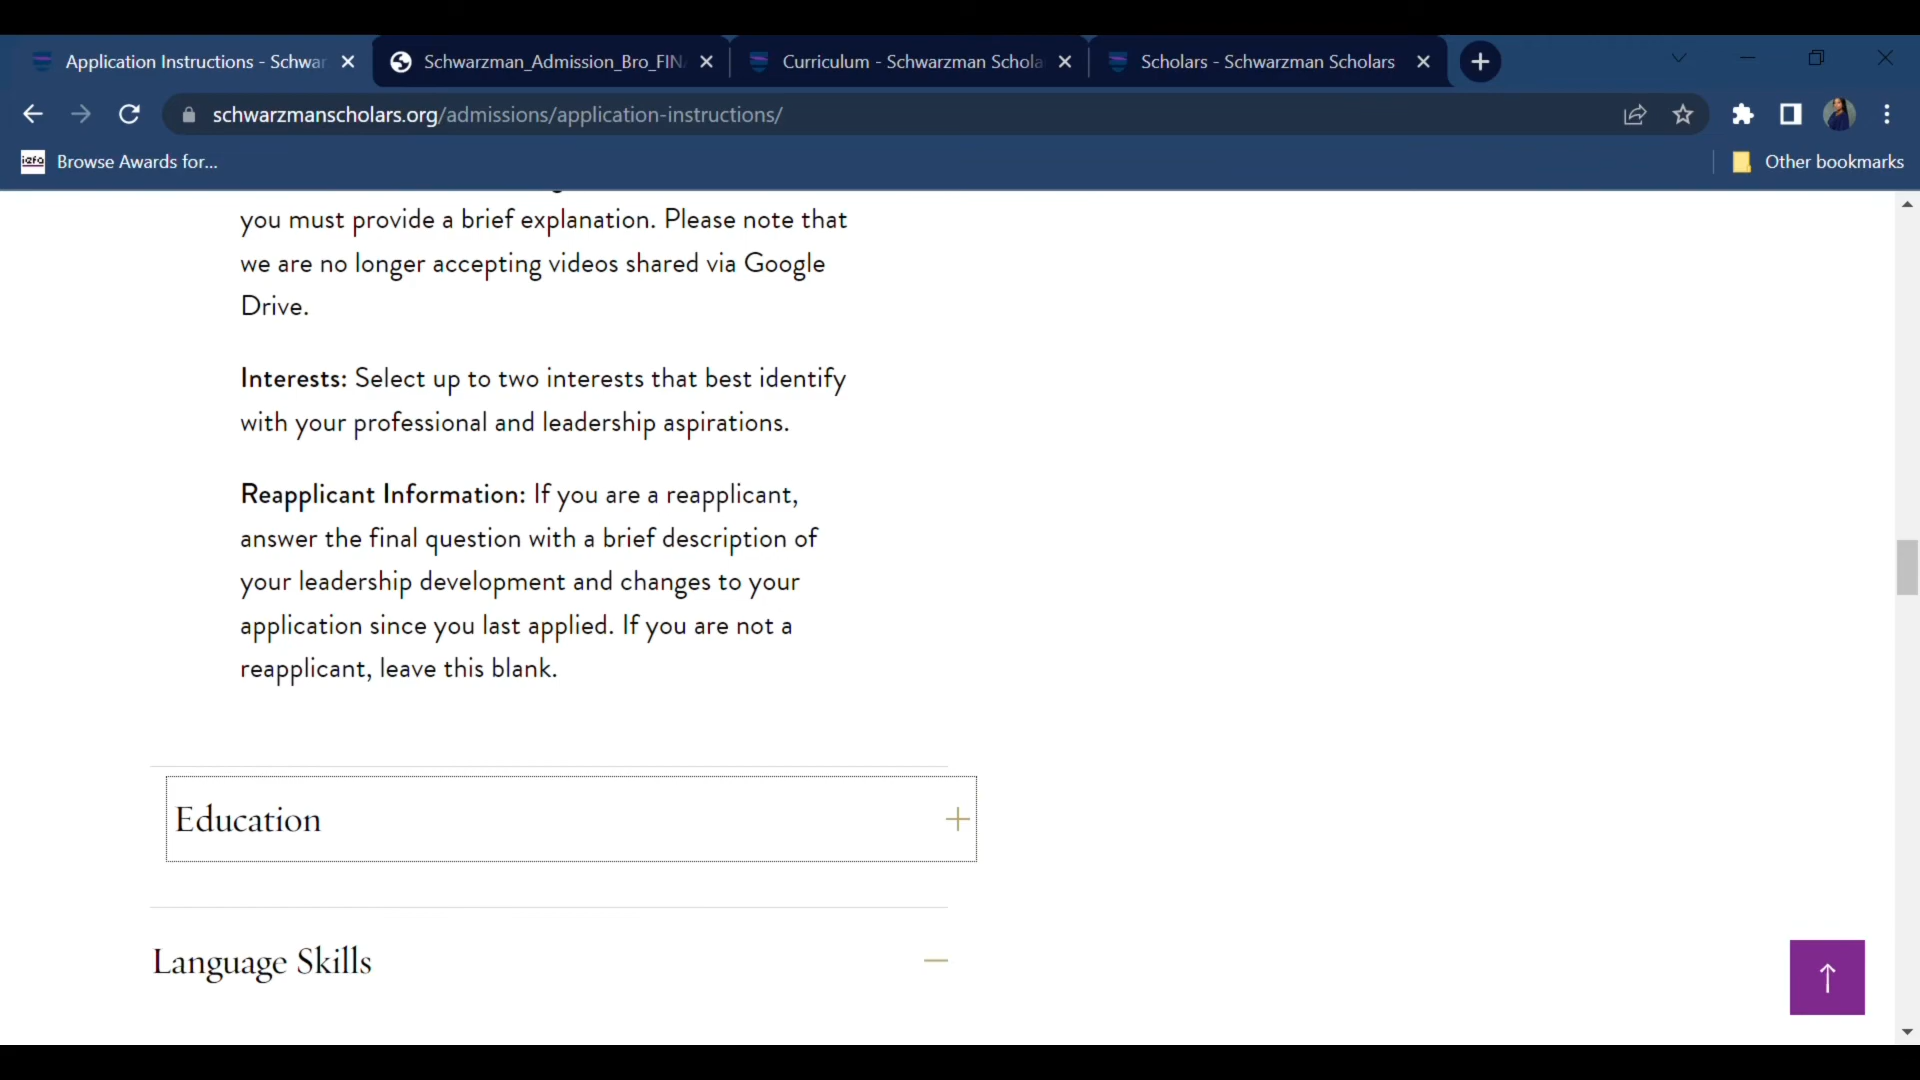 Application Instructions - Schwar
Schwarzman_Admission_Bro_FIN
Curriculum - Schwarzman Schola
Scholars - Schwarzman Scholars
schwarzmanscholars.org/admissions/application-instructions/
iefa
Browse Awards for...
Other bookmarks
you must provide a brief explanation. Please note that
we are no longer accepting videos shared via Google
Drive.
Interests: Select up to two interests that best identify
with your professional and leadership aspirations.
Reapplicant Information: If you are a reapplicant,
answer the final question with a brief description of
your leadership development and changes to your
application since you last applied. If you are not a
reapplicant, leave this blank.
Education
Language Skills